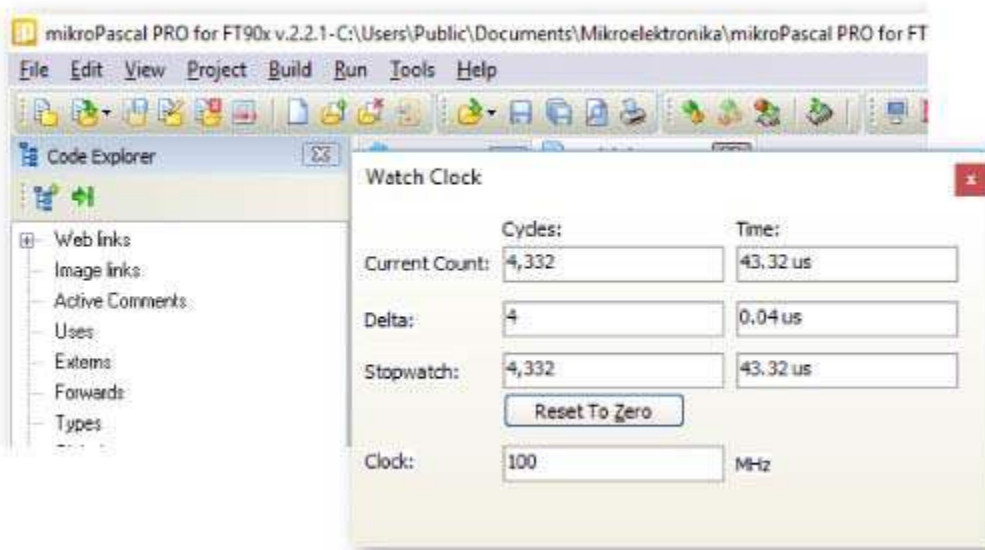 mikroPascal PRO for FT90x v.2.2.1-C:\Users\Public\Documents\Mikroelektronika\mikroPascal PRO for FT
File Edit View Project Build Run Tools Help
Code Explorer
Web links
Image links
Active Comments
Uses
Externs
Forwards
Types
Watch Clock
Cycles: Time:
Current Count: 4,332 43.32 us
Delta: 4 0.04 us
Stopwatch: 4,332 43.32 us
Reset To Zero
Clock: 100 MHz